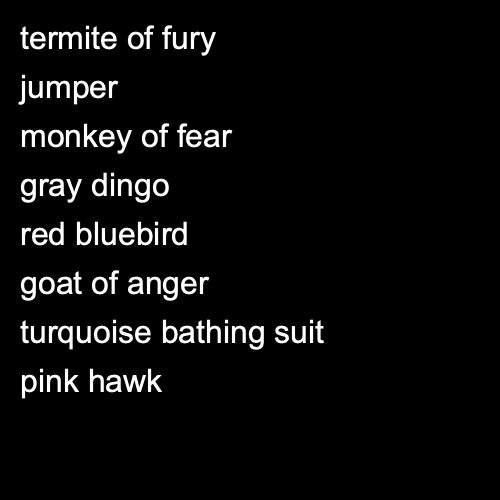 termite of fury
jumper
monkey of fear
gray dingo
red bluebird
goat of anger
turquoise bathing suit
pink hawk